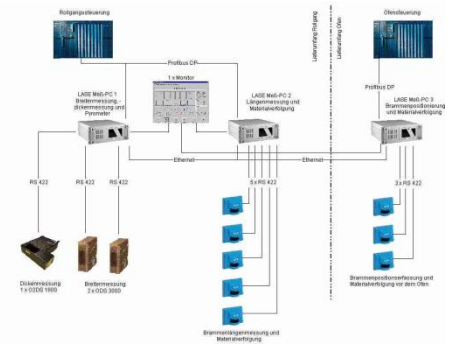 Rollgangssteuerung
Ofensteuerung
Lieferumfang Rollgang
Lieferumfang Ofen
Profibus DP
1 x Monitor
Profibus DP
LASE Meß-PC 1
Breitenmessung, -
dickenmessung und
Pyrometer
LASE Meß-PC 2
Längenmessung und
Materialverfolgung
LASE Meß-PC 3
Brammenpositionierung
und Materialverfolgung
Ethernet
Ethernet
RS 422
RS 422
RS 422
5 x RS 422
3 x RS 422
Dickenmessung
1 x ODS 1600
Breitenmessung
2 x ODS 3000
Brammenpositionserfassung und
Materialverfolgung vor dem Ofen
Brammenlängenmessung und
Materialverfolgung